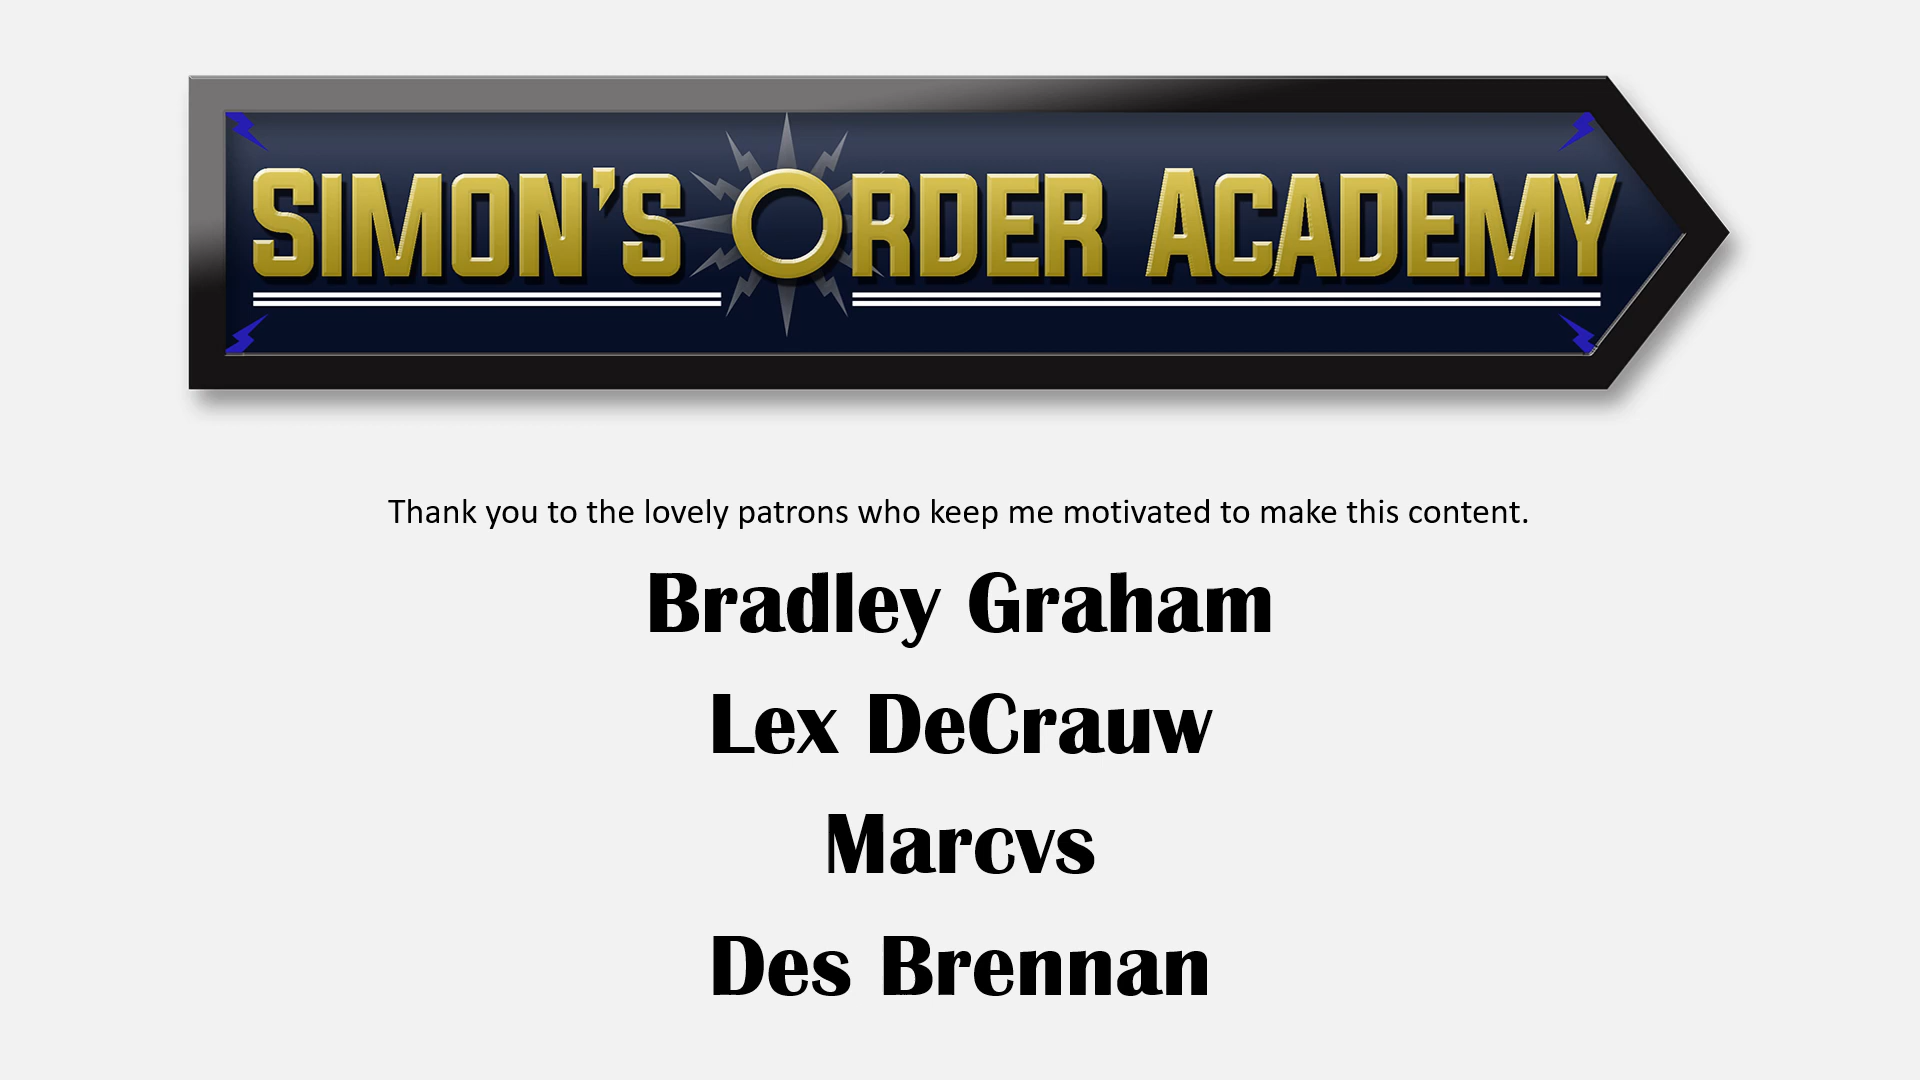 SIMON'S ORDER ACADEMY
Thank you to the lovely patrons who keep me motivated to make this content.
Bradley Graham
Lex DeCrauw
Marcvs
Des Brennan